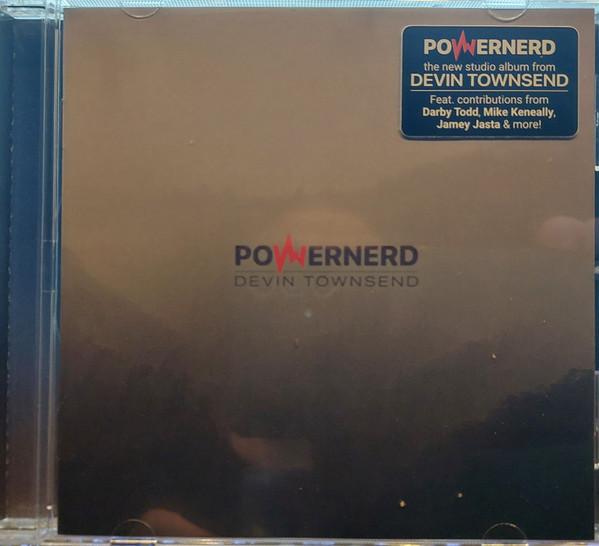 POWERNERD
the new studio album from
DEVIN TOWNSEND
Feat. contributions from
Darby Todd, Mike Keneally,
Jamey Jasta & more!
POWERNERD
DEVIN TOWNSEND